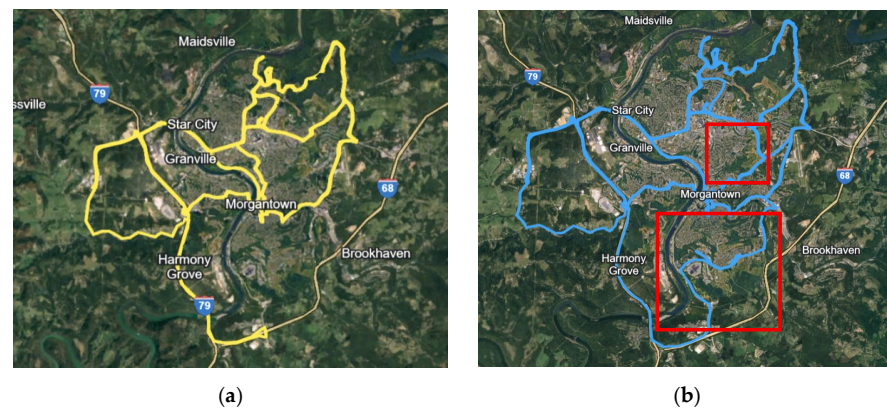 Maidsville
79
ssville
Star City
Granville
68
Morgantown
Brookhaven
Harmony
Grove
79
(a)
Maidsville
79
Star City
Granville
68
Morgantown
Brookhaven
Harmony
Grove
(b)